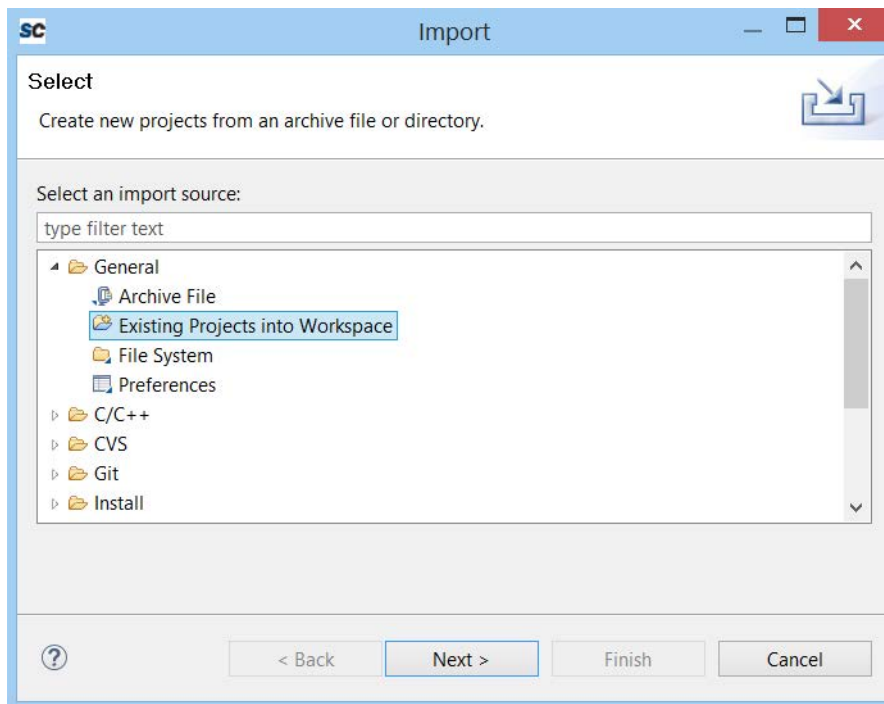 SC
Import
Select
Create new projects from an archive file or directory.
Select an import source:
type filter text
General
Archive File
Existing Projects into Workspace
File System
Preferences
C/C++
CVS
Git
Install
?
< Back
Next >
Finish
Cancel